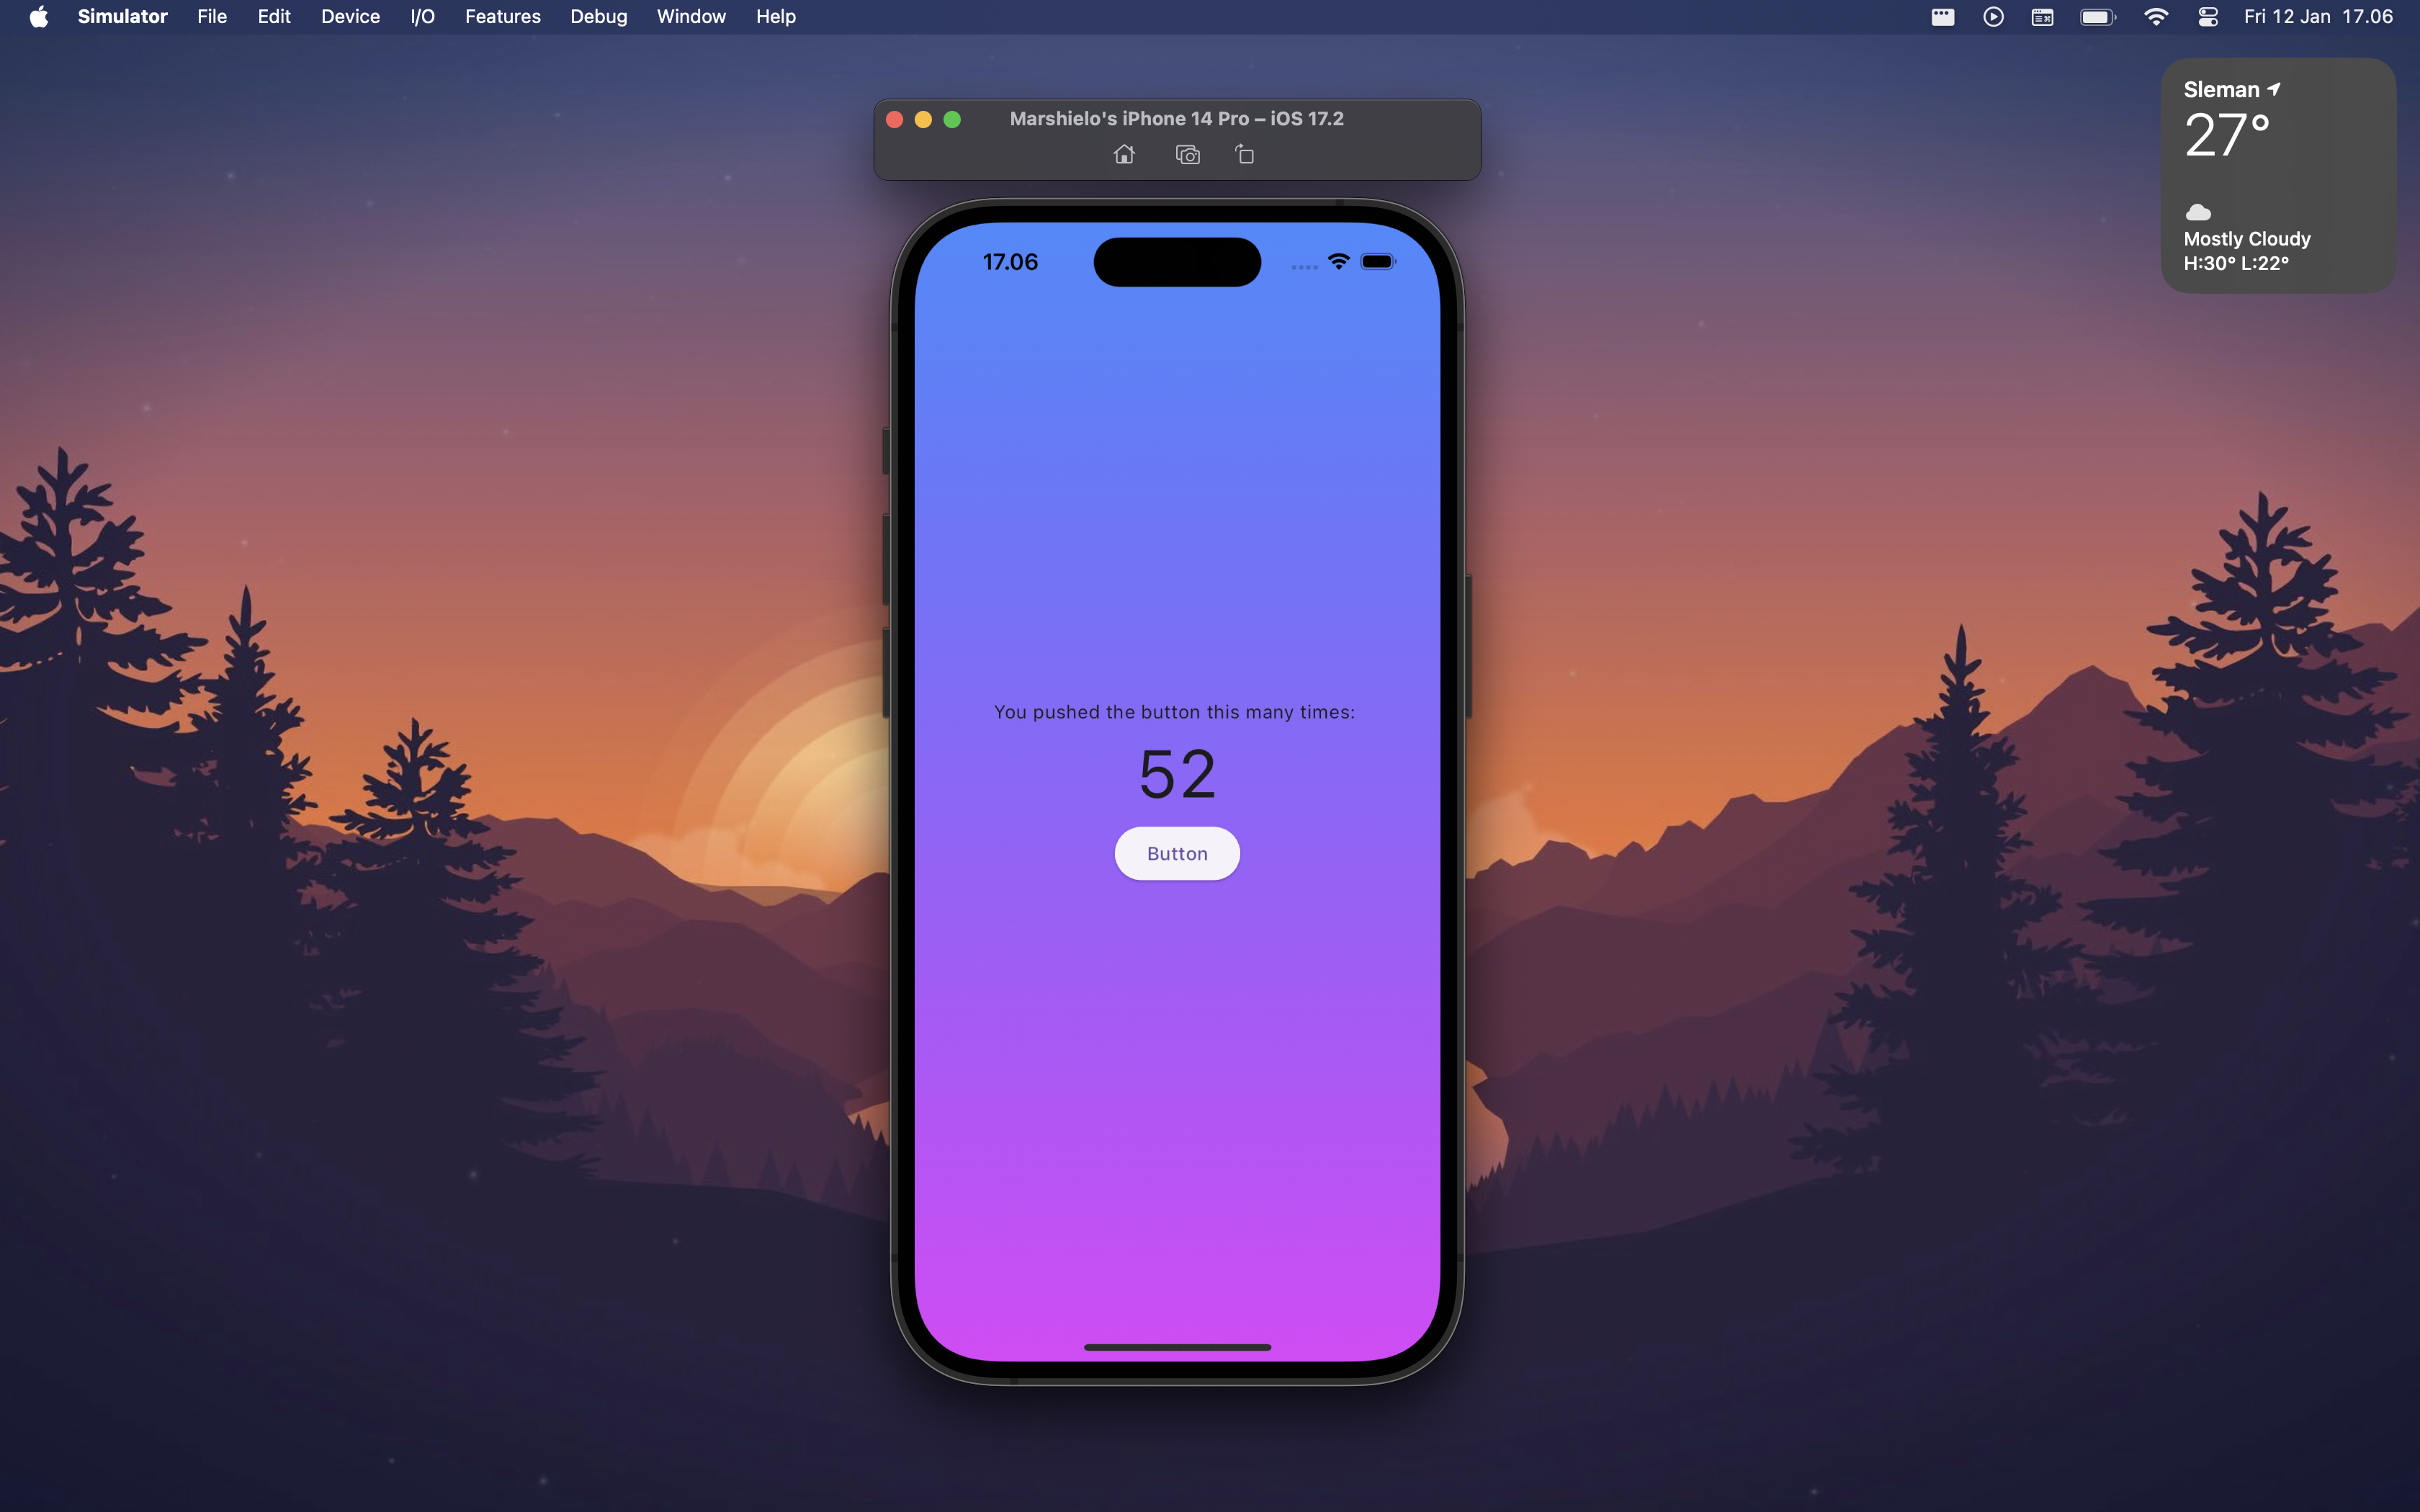 Simulator File Edit Device I/O Features Debug Window Help Fri 12 Jan 17.06
Sleman
27°
Mostly Cloudy
H:30° L:22°
Marshielo's iPhone 14 Pro – iOS 17.2
17.06
You pushed the button this many times:
52
Button